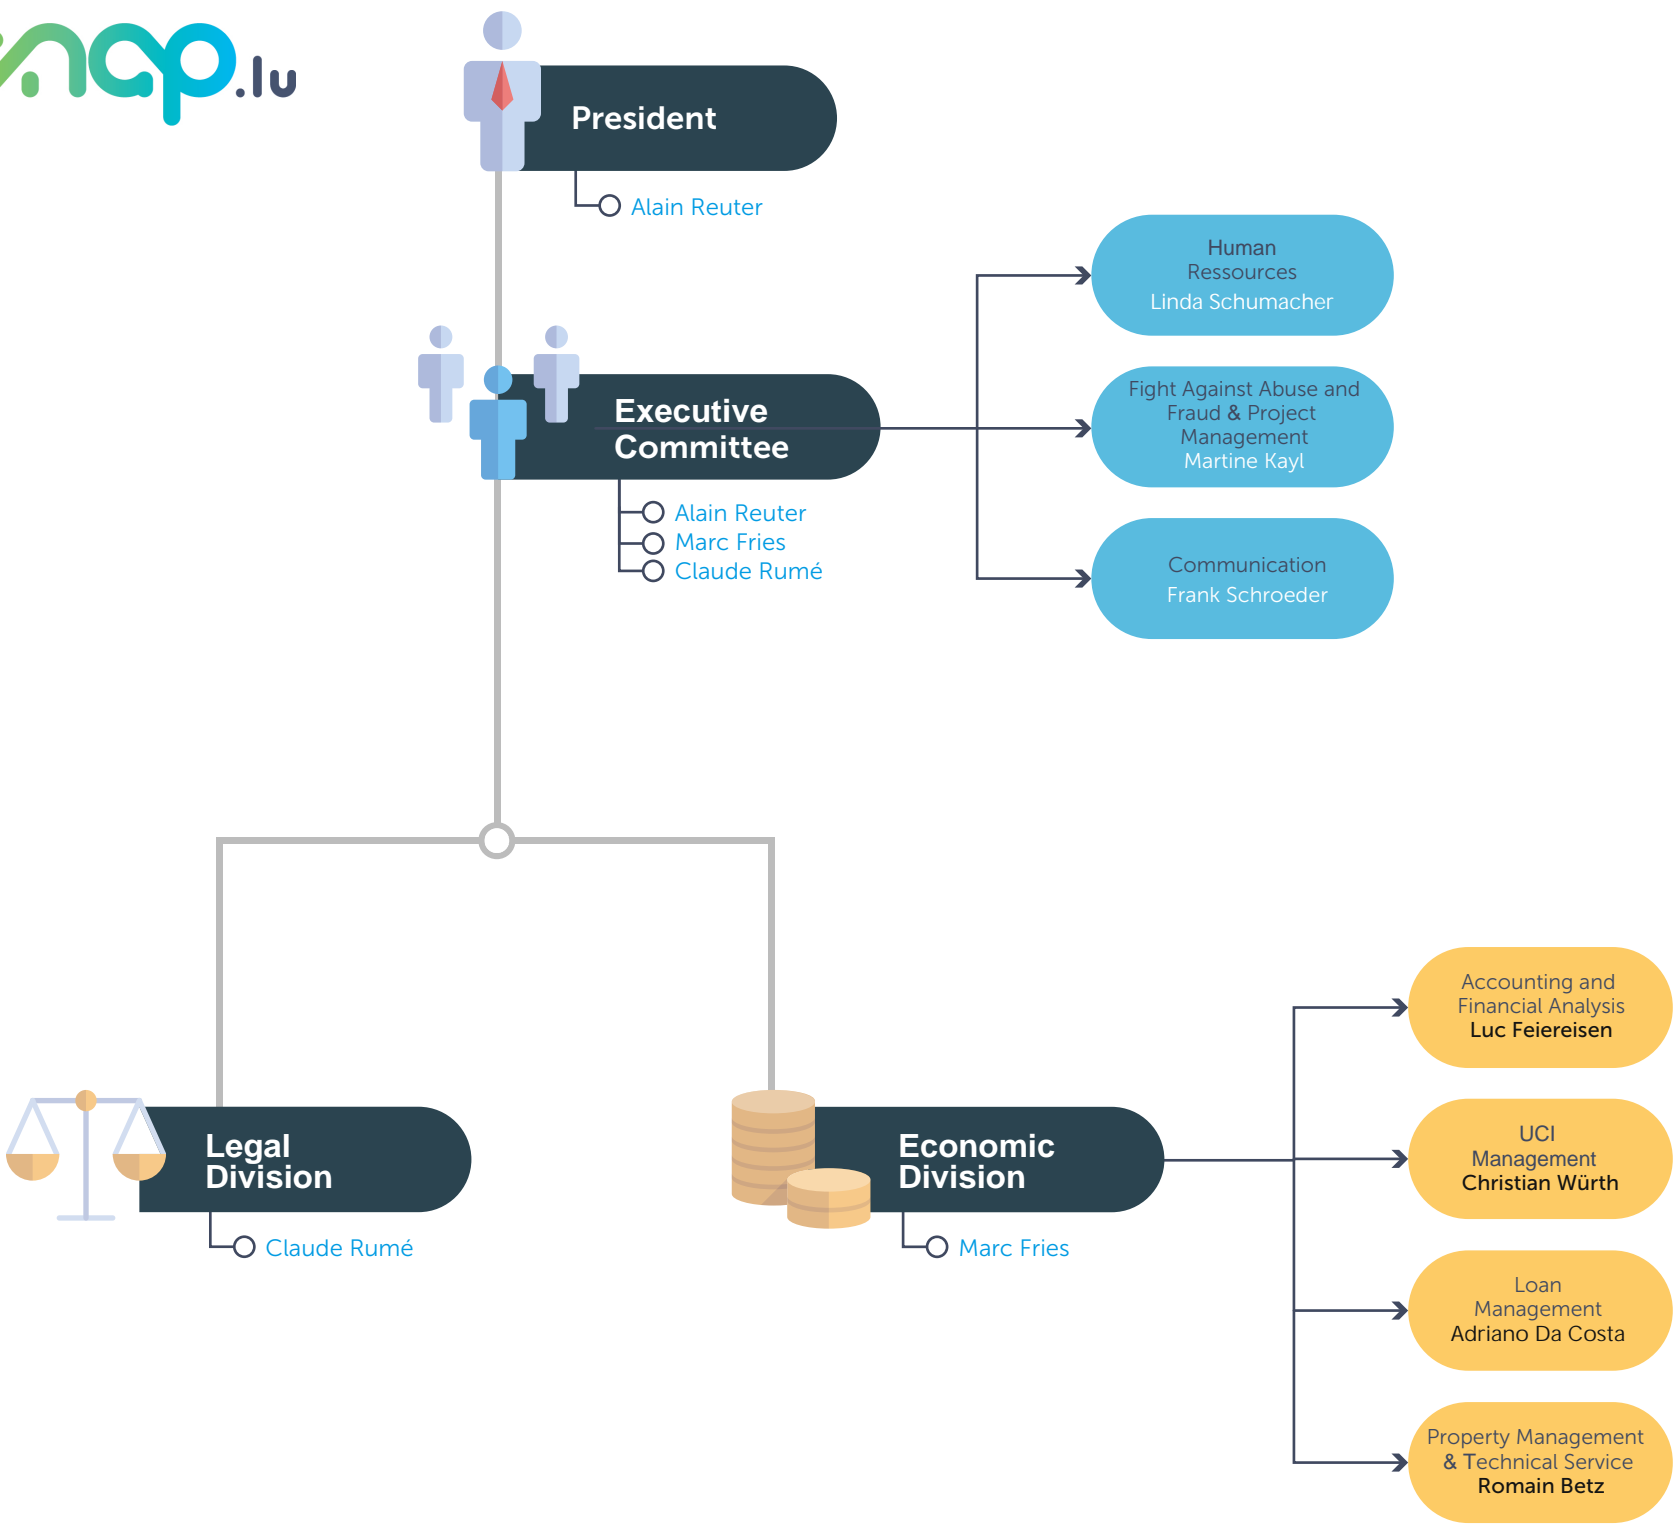 .lu
President
Alain Reuter
Human
Ressources
Linda Schumacher
Fight Against Abuse and
Fraud & Project
Management
Martine Kayl
Executive
Committee
Alain Reuter
Marc Fries
Claude Rumé
Communication
Frank Schroeder
Accounting and
Financial Analysis
Luc Feiereisen
Legal
Division
Claude Rumé
Economic
Division
Marc Fries
UCI
Management
Christian Würth
Loan
Management
Adriano Da Costa
Property Management
& Technical Service
Romain Betz